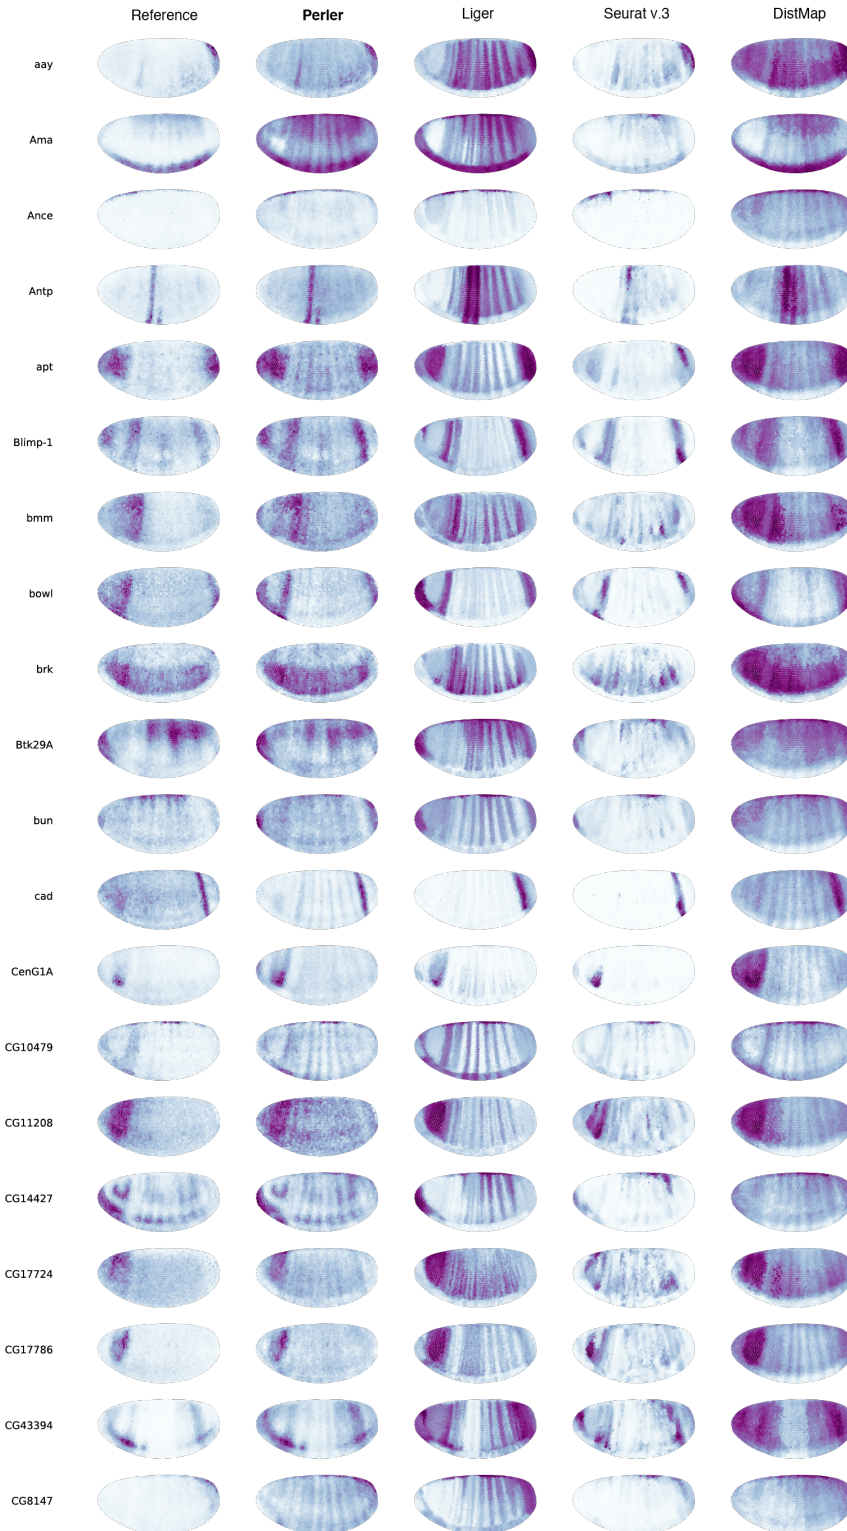 Reference Perler Liger Seurat v.3 DistMap
aay
Ama
Ance
Antp
apt
Blimp-1
bmm
bowl
brk
Btk29A
bun
cad
CenG1A
CG10479
CG11208
CG14427
CG17724
CG17786
CG43394
CG8147